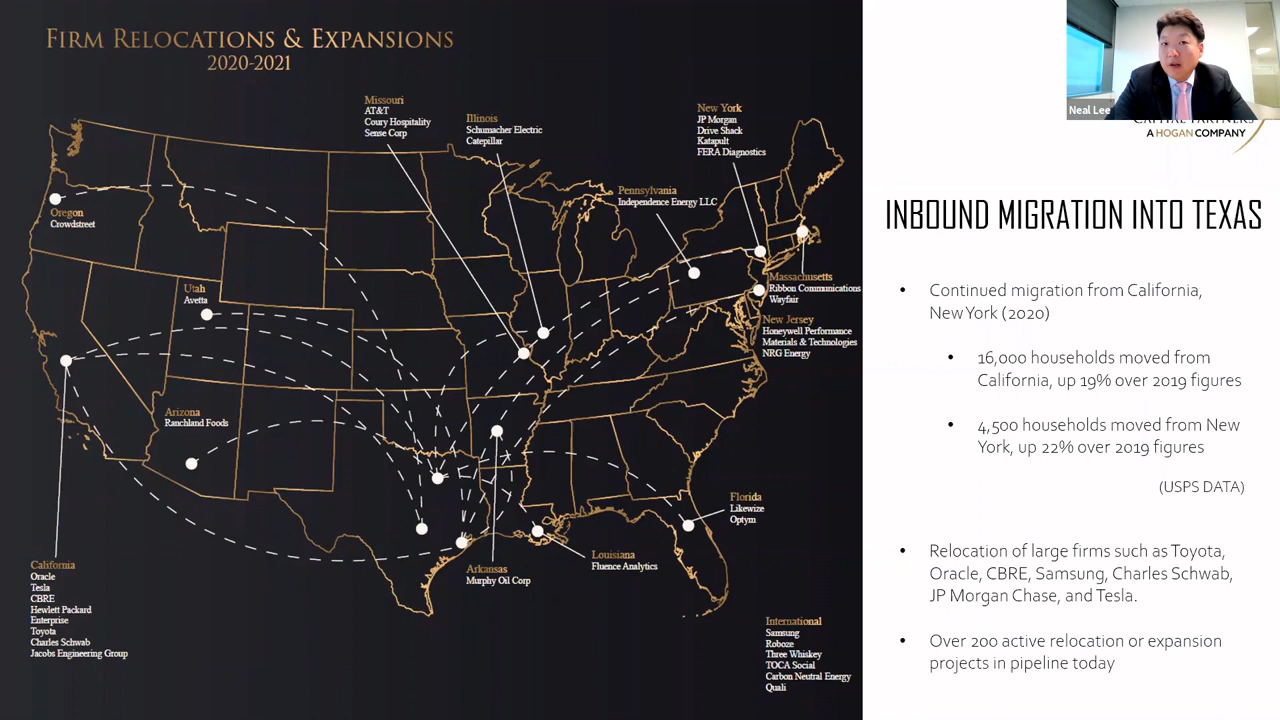 FIRM RELOCATIONS & EXPANSIONS
2020-2021
Missouri
AT&T
Coury Hospitality
Sense Corp
Illinois
Schumacher Electric
Catepillar
New York
JP Morgan
Drive Shack
Katapult
FERA Diagnostics
Pennsylvania
Independence Energy LLC
Oregon
Crowdstreet
Utah
Avetta
Massachusetts
Ribbon Communications
Wayfair
New Jersey
Honeywell Performance
Materials & Technologies
NRG Energy
Arizona
Ranchland Foods
Florida
Likewize
Optym
Louisiana
Fluence Analytics
Arkansas
Murphy Oil Corp
California
Oracle
Tesla
CBRE
Hewlett Packard
Enterprise
Toyota
Charles Schwab
Jacobs Engineering Group
International
Samsung
Roboze
Three Whiskey
TOCA Social
Carbon Neutral Energy
Quali
Neal Lee
CAPITAL PARTNERS
A HOGAN COMPANY
INBOUND MIGRATION INTO TEXAS
• Continued migration from California,
New York (2020)
• 16,000 households moved from
California, up 19% over 2019 figures
• 4,500 households moved from New
York, up 22% over 2019 figures
(USPS DATA)
• Relocation of large firms such as Toyota,
Oracle, CBRE, Samsung, Charles Schwab,
JP Morgan Chase, and Tesla.
• Over 200 active relocation or expansion
projects in pipeline today